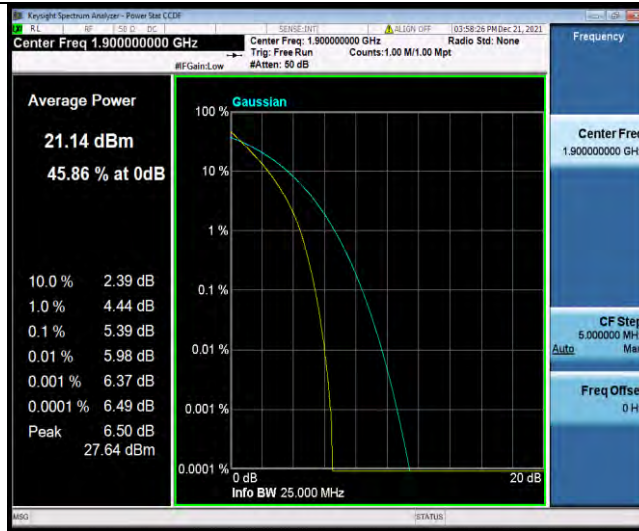 Keysight Spectrum Analyzer - Power Stat CCDF
RL RF 50 Ω DC SENSE:INT ALIGN OFF 03:58:26 PM Dec 21, 2021
Center Freq 1.900000000 GHz
Center Freq: 1.900000000 GHz Radio Std: None
Trig: Free Run Counts:1.00 M/1.00 Mpt
#IFGain:Low #Atten: 50 dB
Frequency
Average Power
21.14 dBm
45.86 % at 0dB
10.0 % 2.39 dB
1.0 % 4.44 dB
0.1 % 5.39 dB
0.01 % 5.98 dB
0.001 % 6.37 dB
0.0001 % 6.49 dB
Peak 6.50 dB
27.64 dBm
Gaussian
100 %
10 %
1 %
0.1 %
0.01 %
0.001 %
0.0001 %
0 dB 20 dB
Info BW 25.000 MHz
Center Fre
1.900000000 GH
CF Step
5.000000 MH
Auto Ma
Freq Offse
0 H
MSG STATUS